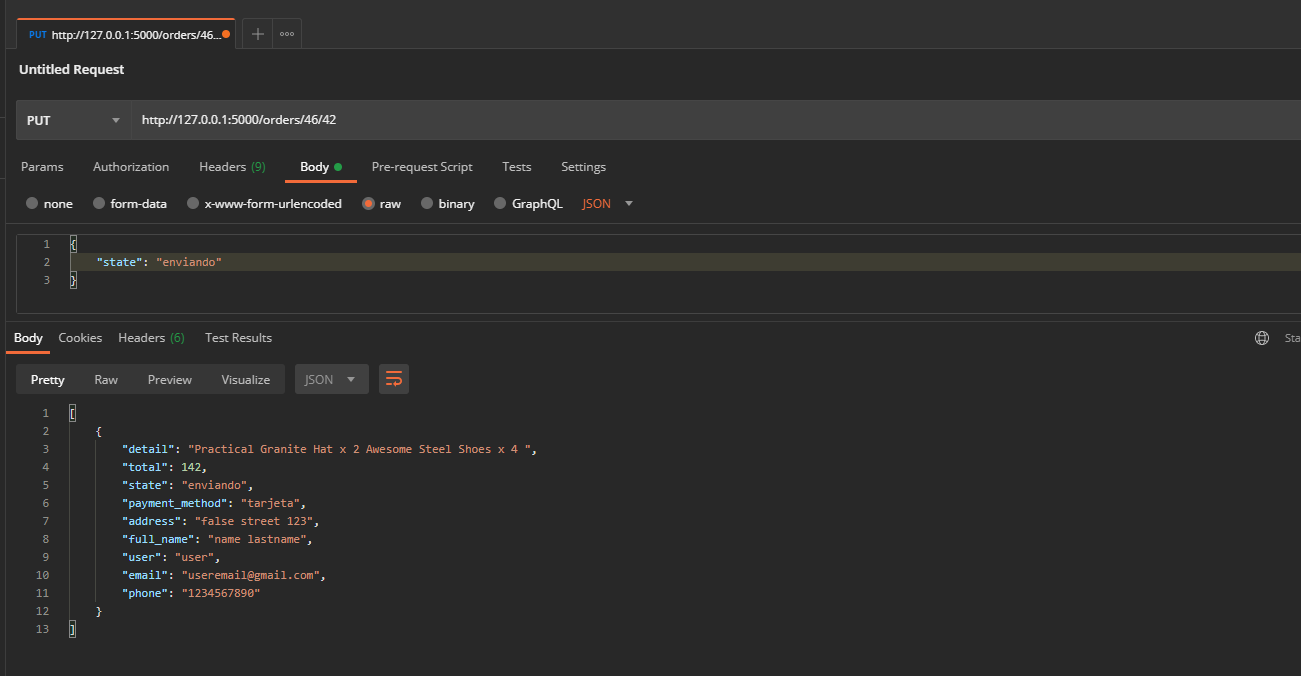 PUT http://127.0.0.1:5000/orders/46...
Untitled Request
PUT http://127.0.0.1:5000/orders/46/42
Params Authorization Headers (9) Body Pre-request Script Tests Settings
none form-data x-www-form-urlencoded raw binary GraphQL JSON
1 {
2 "state": "enviando"
3 }
Body Cookies Headers (6) Test Results Sta
Pretty Raw Preview Visualize JSON
1 [
2 {
3 "detail": "Practical Granite Hat x 2 Awesome Steel Shoes x 4 ",
4 "total": 142,
5 "state": "enviando",
6 "payment_method": "tarjeta",
7 "address": "false street 123",
8 "full_name": "name lastname",
9 "user": "user",
10 "email": "useremail@gmail.com",
11 "phone": "1234567890"
12 }
13 ]